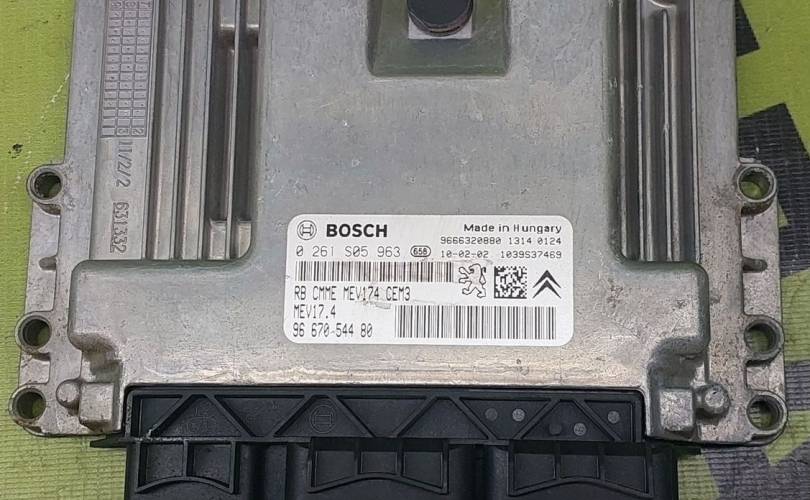 11/2/2 631332
BOSCH
Made in Hungary
9666320880 1314 0124
0 261 S05 963 658
10-02-02 1039S37469
RB CMME MEV174 CEM3
MEV17.4
96 670-544 80